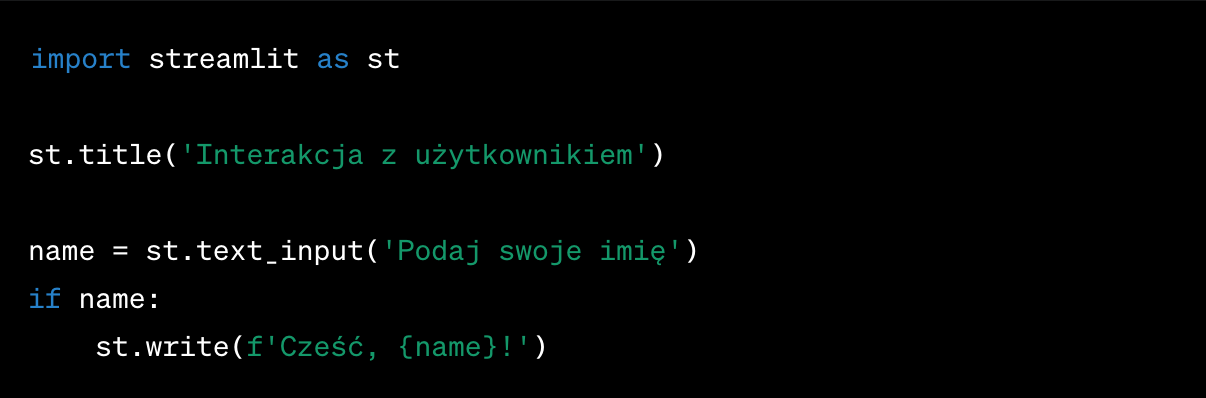 import streamlit as st
st.title('Interakcja z użytkownikiem')
name = st.text_input('Podaj swoje imię')
if name:
    st.write(f'Cześć, {name}!')